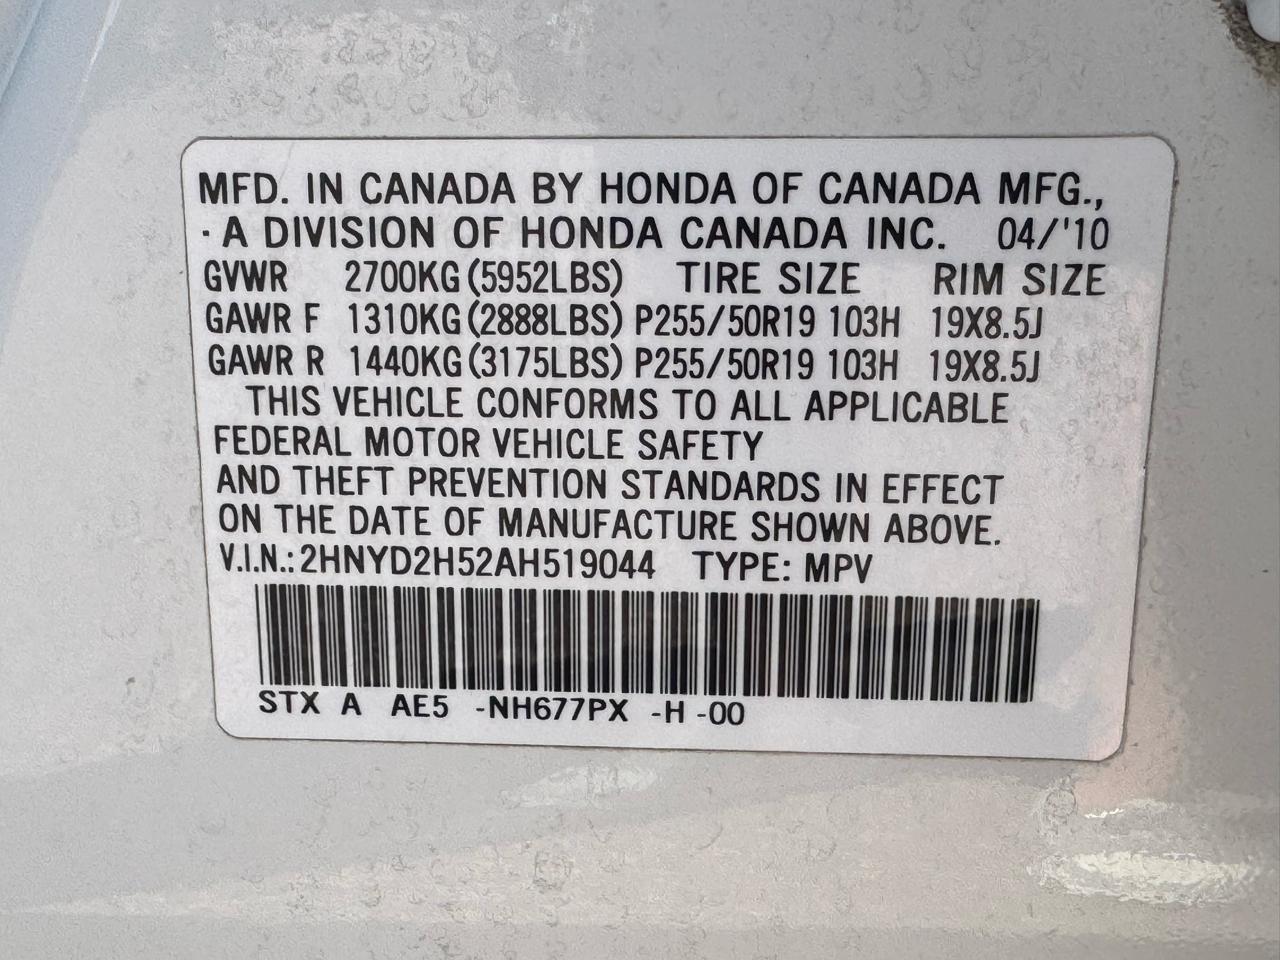 MFD. IN CANADA BY HONDA OF CANADA MFG.,
· A DIVISION OF HONDA CANADA INC. 04/'10
GVWR 2700KG (5952LBS) TIRE SIZE RIM SIZE
GAWR F 1310KG (2888LBS) P255/50R19 103H 19X8.5J
GAWR R 1440KG (3175LBS) P255/50R19 103H 19X8.5J
THIS VEHICLE CONFORMS TO ALL APPLICABLE
FEDERAL MOTOR VEHICLE SAFETY
AND THEFT PREVENTION STANDARDS IN EFFECT
ON THE DATE OF MANUFACTURE SHOWN ABOVE.
V.I.N.: 2HNYD2H52AH519044 TYPE: MPV
STX A AE5 -NH677PX -H -00